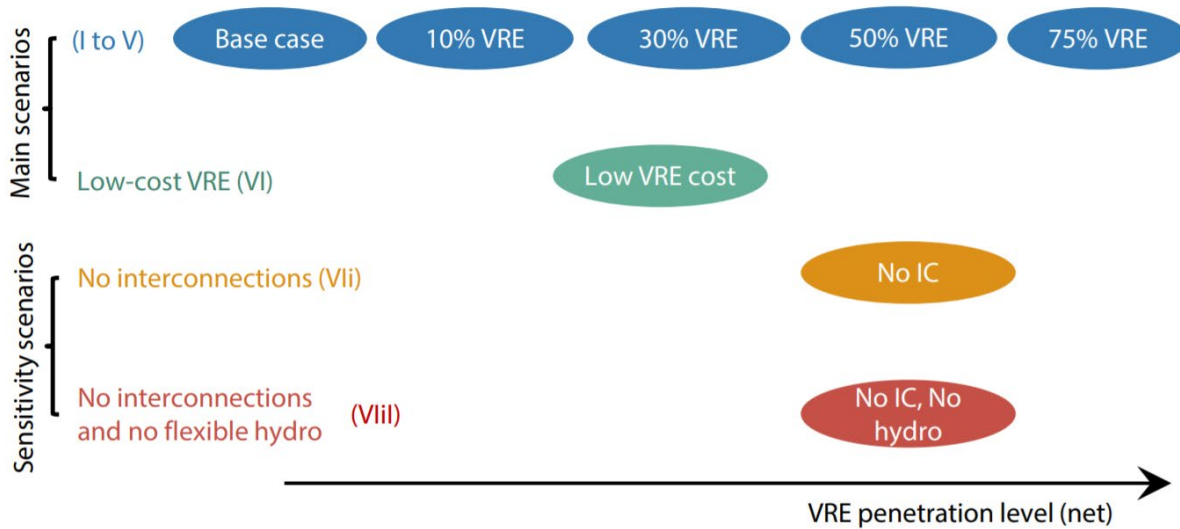 Main scenarios
(I to V)
Base case
10% VRE
30% VRE
50% VRE
75% VRE
Low-cost VRE (VI)
Low VRE cost
Sensitivity scenarios
No interconnections (VIi)
No IC
No interconnections
and no flexible hydro
(VIiI)
No IC, No
hydro
VRE penetration level (net)